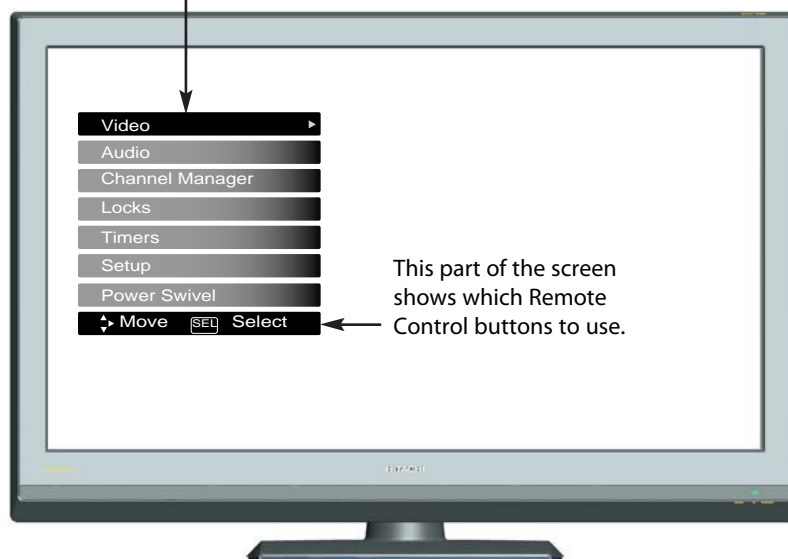 Video
Audio
Channel Manager
Locks
Timers
Setup
Power Swivel
Move SEL Select
This part of the screen
shows which Remote
Control buttons to use.
HITACHI